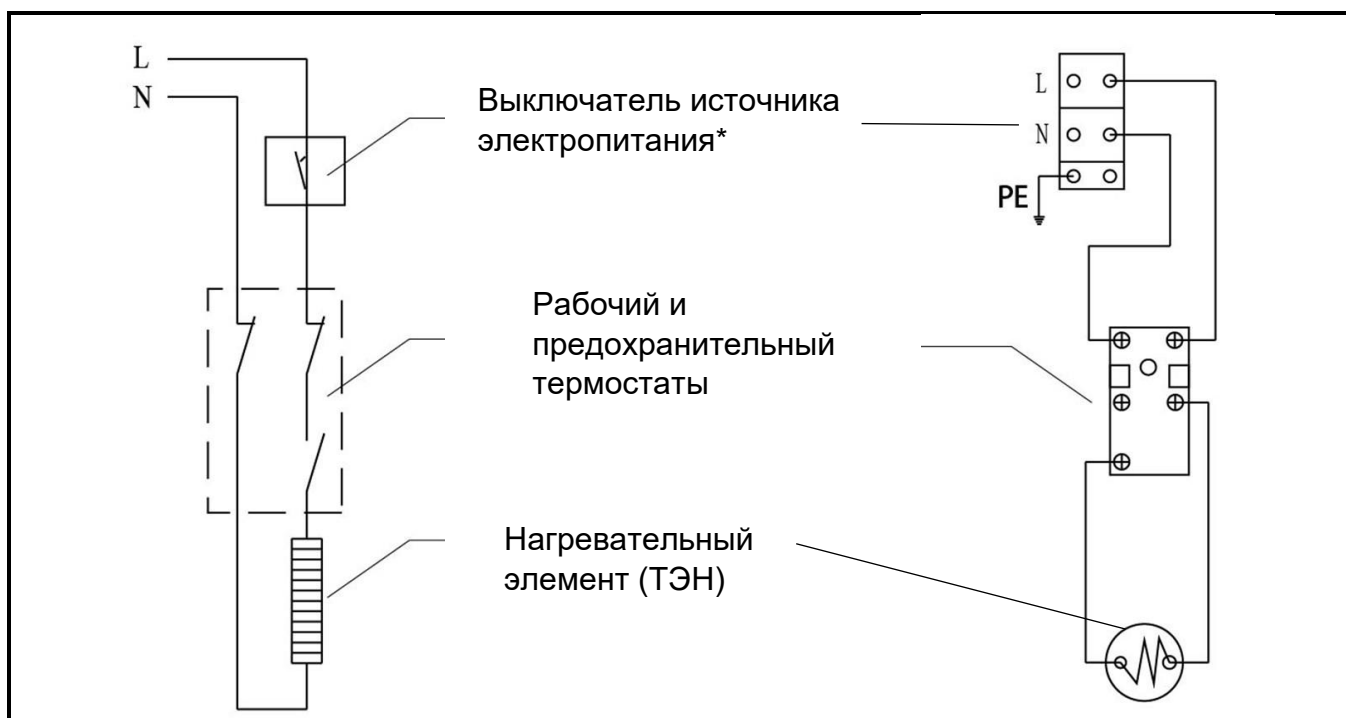 L
N
Выключатель источника
электропитания*
L
N
PE
Рабочий и
предохранительный
термостаты
Нагревательный
элемент (ТЭН)